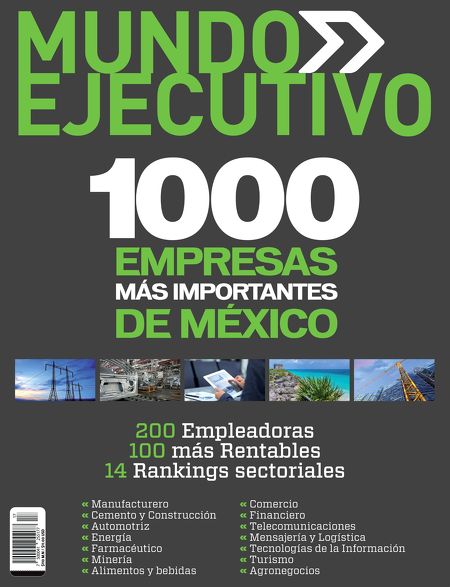 MUNDO
EJECUTIVO
1000
EMPRESAS
MÁS IMPORTANTES
DE MÉXICO
200 Empleadoras
100 más Rentables
14 Rankings sectoriales
« Manufacturero
« Cemento y Construcción
« Automotriz
« Energía
« Farmacéutico
« Minería
« Alimentos y bebidas
« Comercio
« Financiero
« Telecomunicaciones
« Mensajería y Logística
« Tecnologías de la Información
« Turismo
« Agronegocios